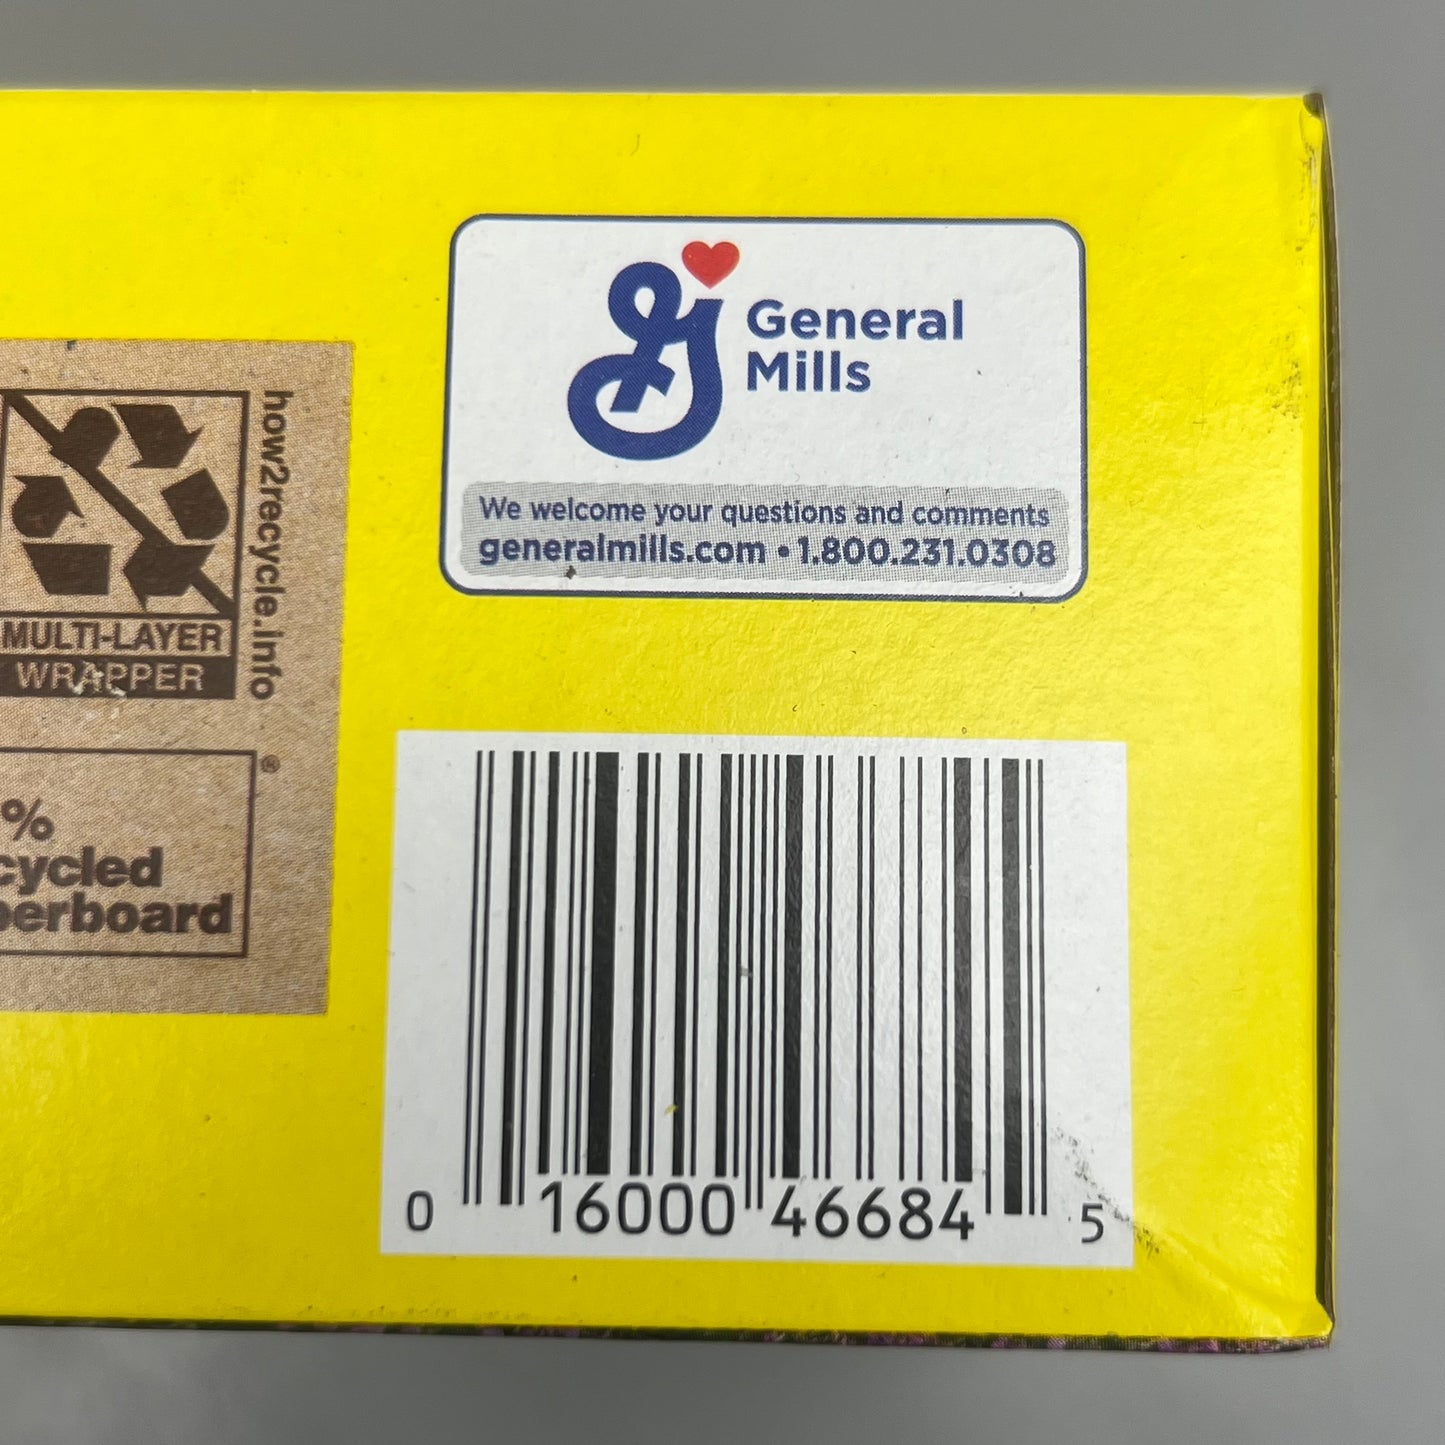 General
Mills
We welcome your questions and comments
generalmills.com • 1.800.231.0308
how2recycle.info
MULTI-LAYER
WRAPPER
®
%
cycled
erboard
0 16000 46684 5